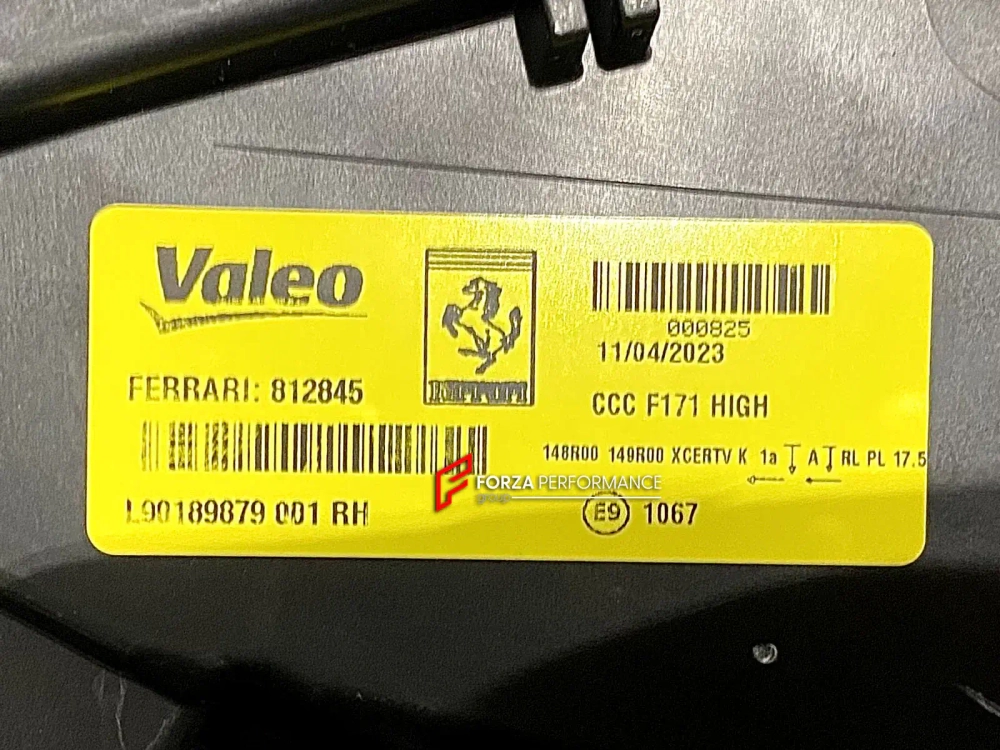 Valeo
Ferrari
000825
11/04/2023
FERRARI: 812845
CCC F171 HIGH
148R00 149R00 XCERTV K 1a A RL PL 17.5
FORZA PERFORMANCE
group
L90189879 001 RH
E9 1067